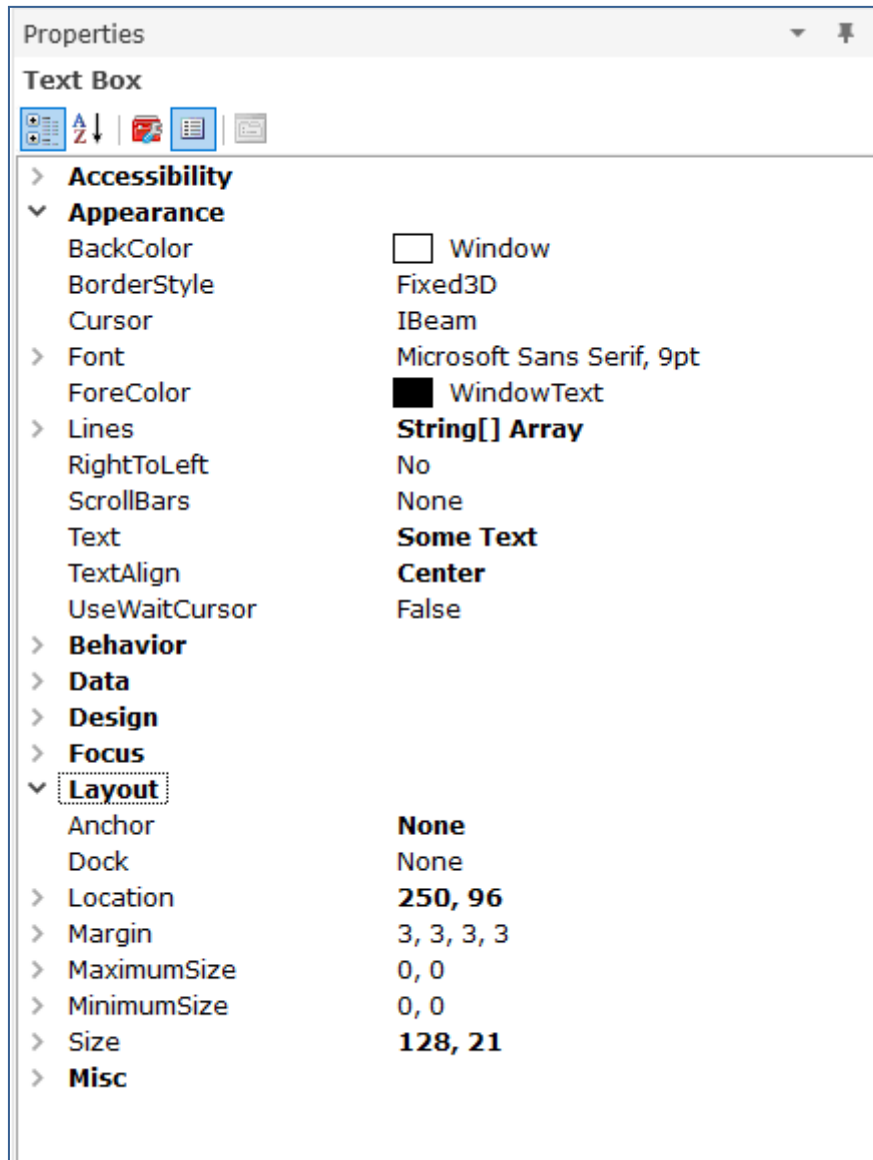 Properties
Text Box
Accessibility
Appearance
BackColor Window
BorderStyle Fixed3D
Cursor IBeam
Font Microsoft Sans Serif, 9pt
ForeColor WindowText
Lines String[] Array
RightToLeft No
ScrollBars None
Text Some Text
TextAlign Center
UseWaitCursor False
Behavior
Data
Design
Focus
Layout
Anchor None
Dock None
Location 250, 96
Margin 3, 3, 3, 3
MaximumSize 0, 0
MinimumSize 0, 0
Size 128, 21
Misc